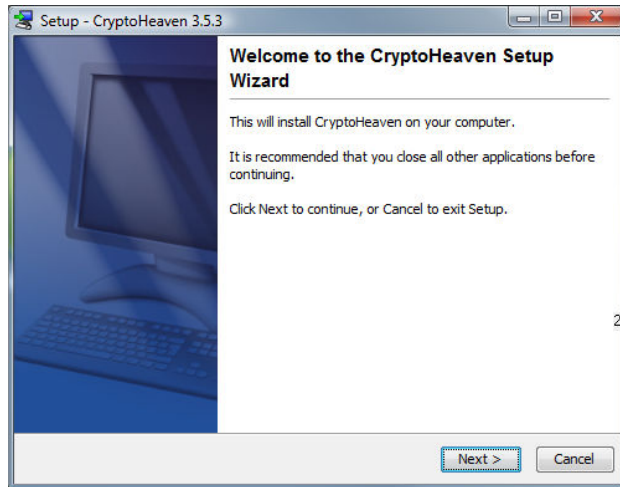 Setup - CryptoHeaven 3.5.3
Welcome to the CryptoHeaven Setup
Wizard
This will install CryptoHeaven on your computer.
It is recommended that you close all other applications before
continuing.
Click Next to continue, or Cancel to exit Setup.
2
Next >
Cancel